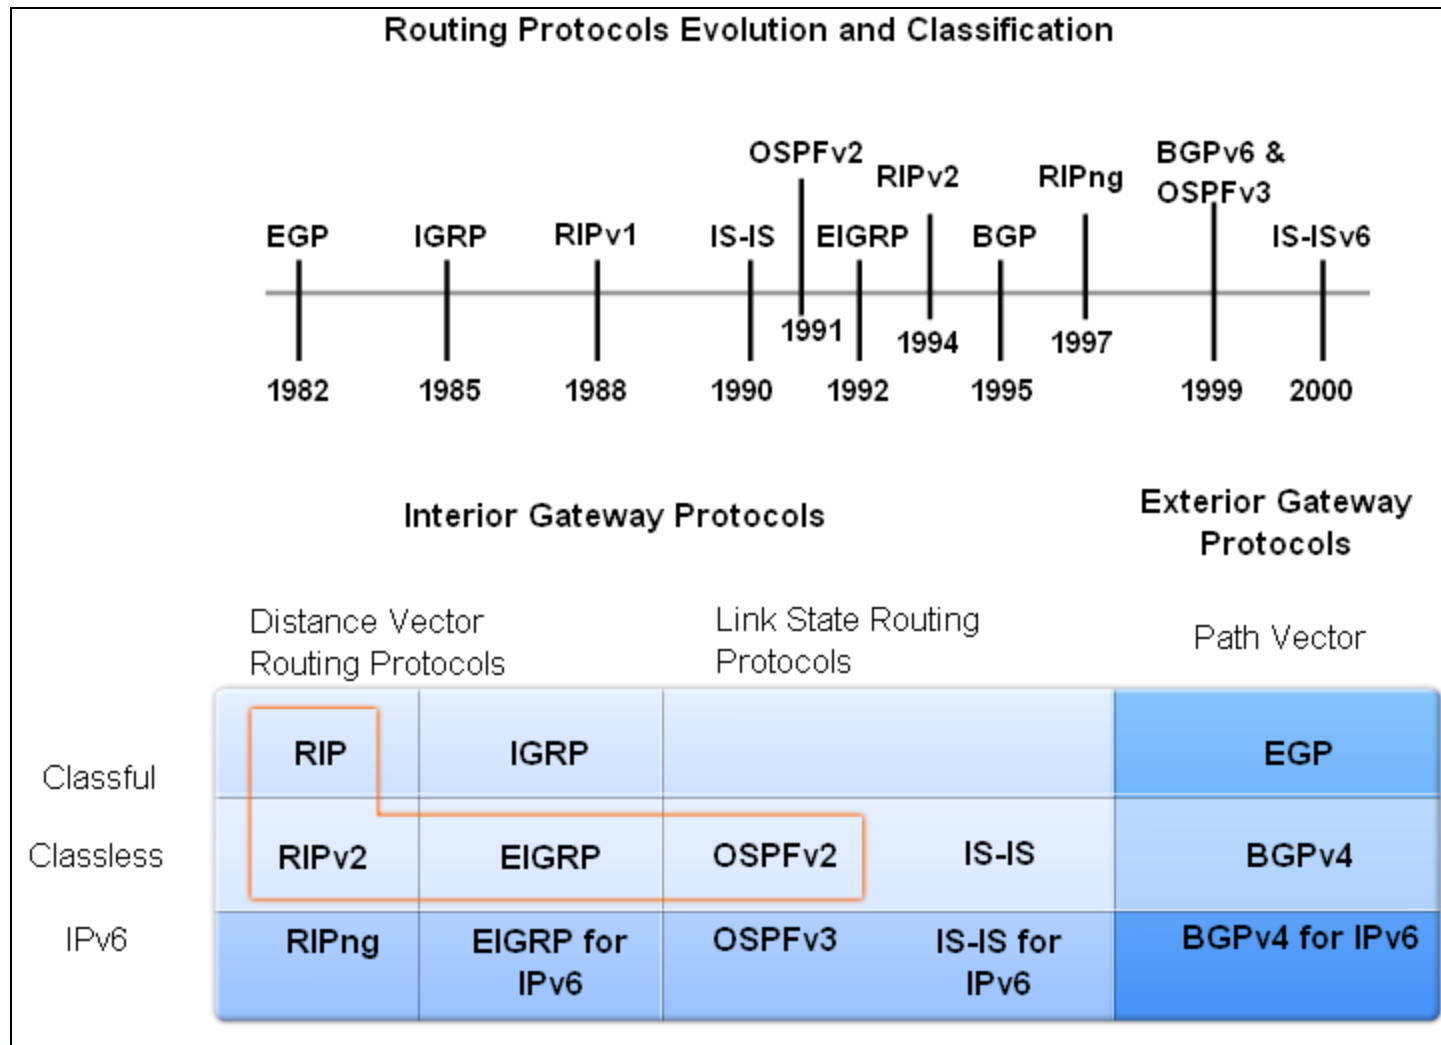 Routing Protocols Evolution and Classification
OSPFv2
RIPv2
RIPng
BGPv6 &
OSPFv3
EGP
IGRP
RIPv1
IS-IS
EIGRP
BGP
IS-ISv6
1991
1994
1997
1982
1985
1988
1990
1992
1995
1999
2000
Interior Gateway Protocols
Exterior Gateway
Protocols
Distance Vector
Routing Protocols
Link State Routing
Protocols
Path Vector
Classful
RIP
IGRP
EGP
Classless
RIPv2
EIGRP
OSPFv2
IS-IS
BGPv4
IPv6
RIPng
EIGRP for
IPv6
OSPFv3
IS-IS for
IPv6
BGPv4 for IPv6